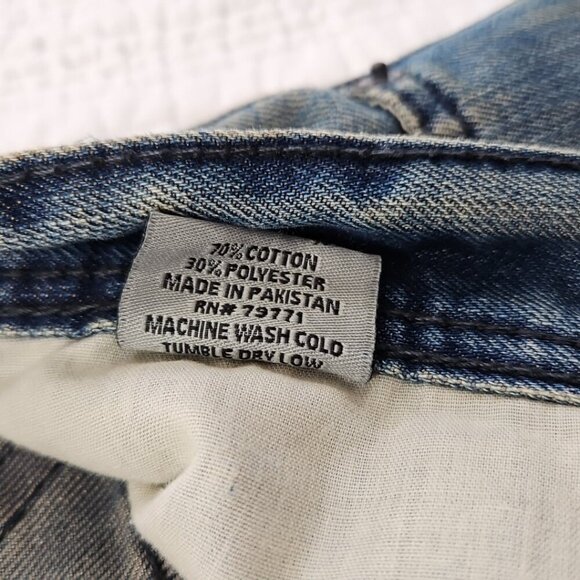 70% COTTON
30% POLYESTER
MADE IN PAKISTAN
RN# 79771
MACHINE WASH COLD
TUMBLE DRY LOW